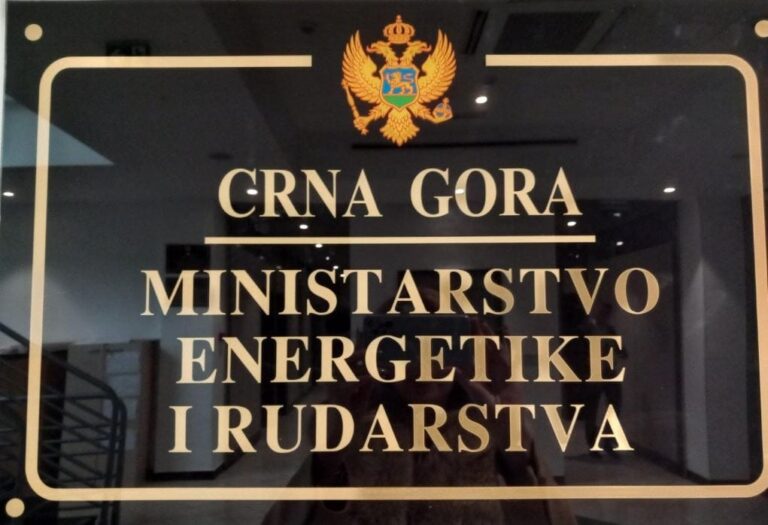 CRNA GORA
MINISTARSTVO
ENERGETIKE
I RUDARSTVA